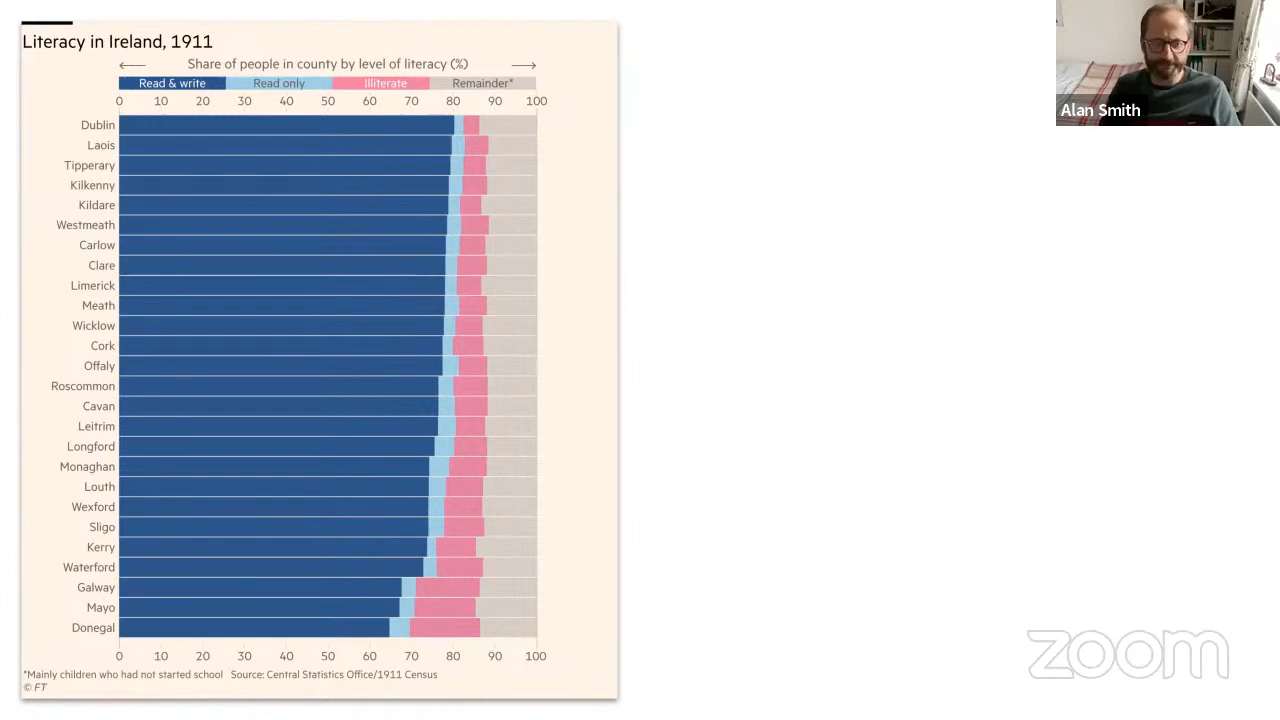 Literacy in Ireland, 1911
Share of people in county by level of literacy (%)
Read & write Read only Illiterate Remainder*
0 10 20 30 40 50 60 70 80 90 100
Dublin
Laois
Tipperary
Kilkenny
Kildare
Westmeath
Carlow
Clare
Limerick
Meath
Wicklow
Cork
Offaly
Roscommon
Cavan
Leitrim
Longford
Monaghan
Louth
Wexford
Sligo
Kerry
Waterford
Galway
Mayo
Donegal
0 10 20 30 40 50 60 70 80 90 100
*Mainly children who had not started school Source: Central Statistics Office/1911 Census
© FT
Alan Smith
zoom